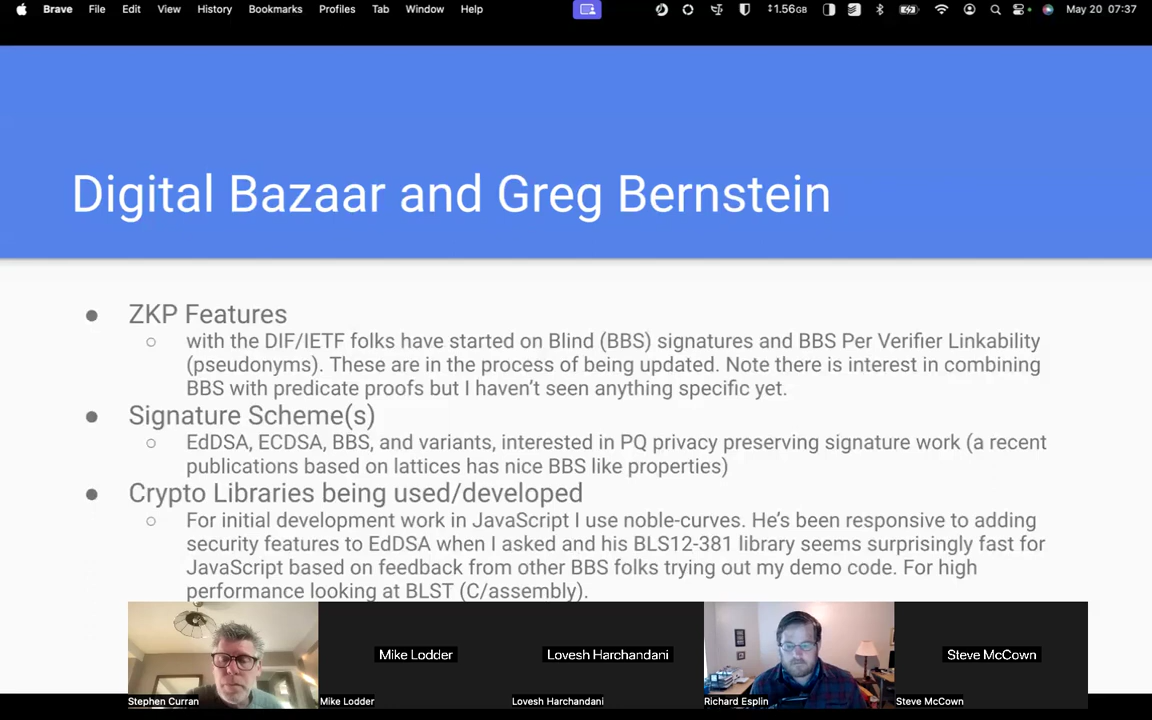 Brave File Edit View History Bookmarks Profiles Tab Window Help 1.56GB May 20 07:37
Digital Bazaar and Greg Bernstein
● ZKP Features
○ with the DIF/IETF folks have started on Blind (BBS) signatures and BBS Per Verifier Linkability
(pseudonyms). These are in the process of being updated. Note there is interest in combining
BBS with predicate proofs but I haven't seen anything specific yet.
● Signature Scheme(s)
○ EdDSA, ECDSA, BBS, and variants, interested in PQ privacy preserving signature work (a recent
publications based on lattices has nice BBS like properties)
● Crypto Libraries being used/developed
○ For initial development work in JavaScript I use noble-curves. He's been responsive to adding
security features to EdDSA when I asked and his BLS12-381 library seems surprisingly fast for
JavaScript based on feedback from other BBS folks trying out my demo code. For high
performance looking at BLST (C/assembly).
Mike Lodder Lovesh Harchandani Steve McCown
Stephen Curran Mike Lodder Lovesh Harchandani Richard Esplin Steve McCown